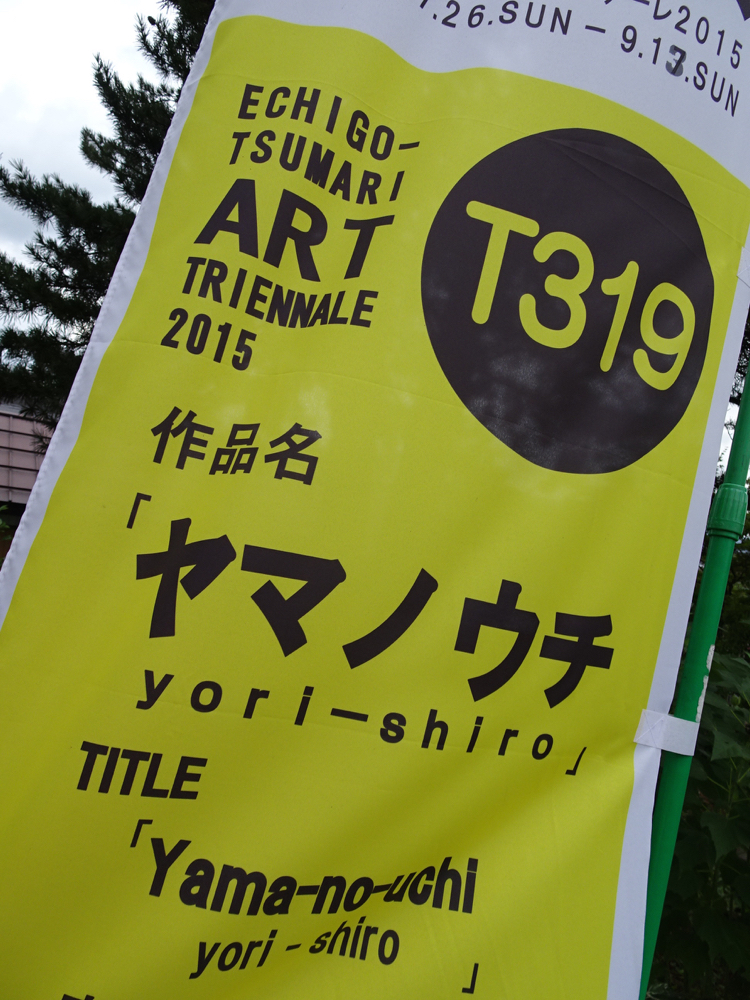 ーレ2015
.26.SUN – 9.13.SUN
ECHIGO-
TSUMARI
ART
TRIENNALE
2015
T319
作品名
「ヤマノウチ
yori-shiro」
TITLE
「Yama-no-uchi
yori - shiro 」